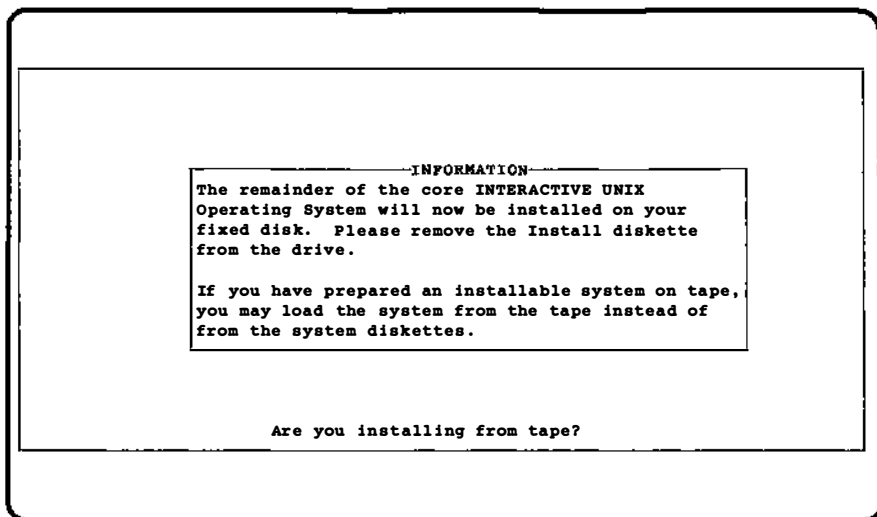 INFORMATION
The remainder of the core INTERACTIVE UNIX
Operating System will now be installed on your
fixed disk.  Please remove the Install diskette
from the drive.
If you have prepared an installable system on tape,
you may load the system from the tape instead of
from the system diskettes.
Are you installing from tape?